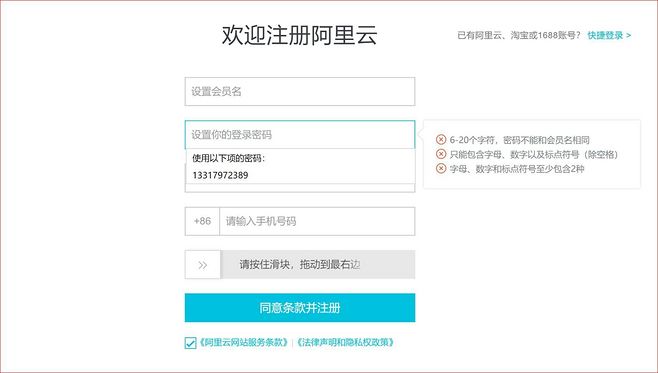 欢迎注册阿里云
已有阿里云、淘宝或1688账号? 快捷登录 >
设置会员名
设置你的登录密码
使用以下项的密码:
13317972389
6-20个字符，密码不能和会员名相同
只能包含字母、数字以及标点符号（除空格）
字母、数字和标点符号至少包含2种
+86 请输入手机号码
>> 请按住滑块，拖动到最右边
同意条款并注册
《阿里云网站服务条款》 | 《法律声明和隐私权政策》